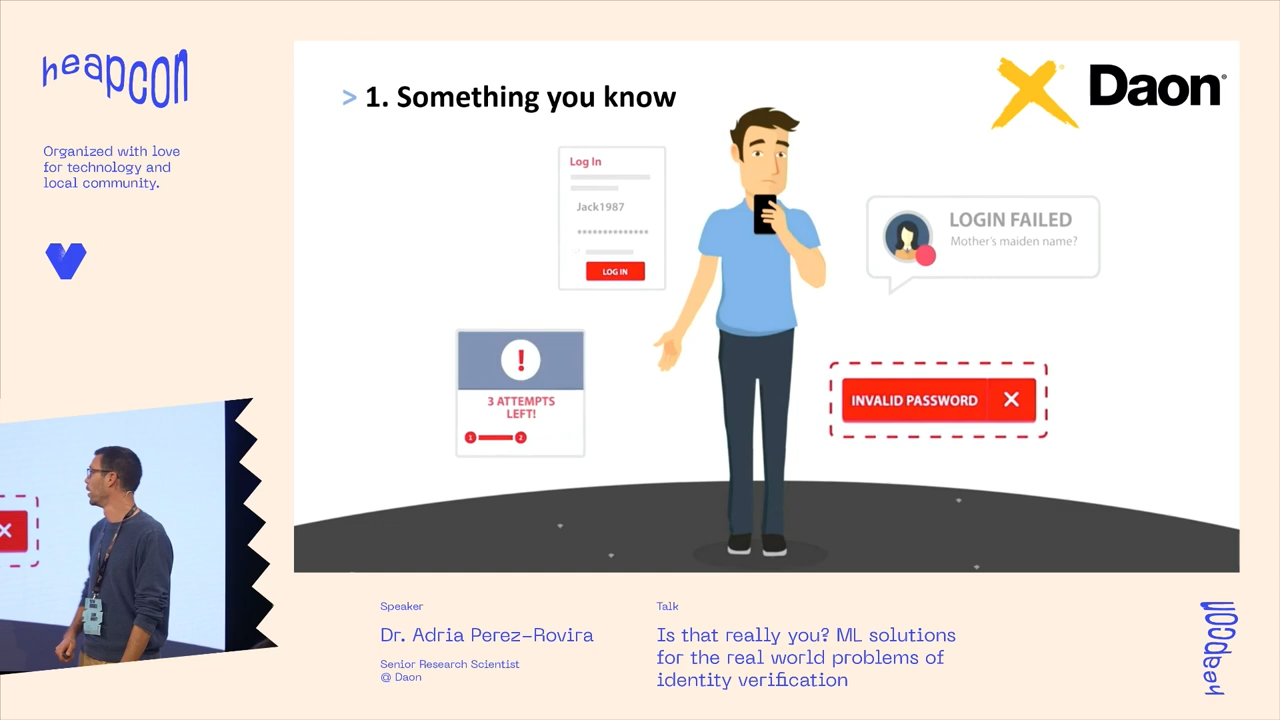 heapcon
Organized with love
for technology and
local community.
> 1. Something you know
Daon®
Log In
Jack1987
LOG IN
LOGIN FAILED
Mother's maiden name?
!
3 ATTEMPTS
LEFT!
1 2
INVALID PASSWORD X
X
Speaker
Dr. Adria Perez-Rovira
Senior Research Scientist
@ Daon
Talk
Is that really you? ML solutions
for the real world problems of
identity verification
heapcon